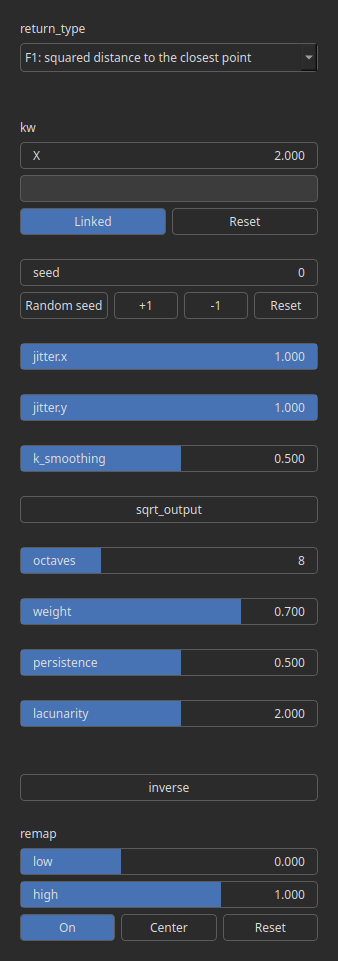 return_type
F1: squared distance to the closest point
kw
X 2.000
Linked Reset
seed 0
Random seed +1 -1 Reset
jitter.x 1.000
jitter.y 1.000
k_smoothing 0.500
sqrt_output
octaves 8
weight 0.700
persistence 0.500
lacunarity 2.000
inverse
remap
low 0.000
high 1.000
On Center Reset